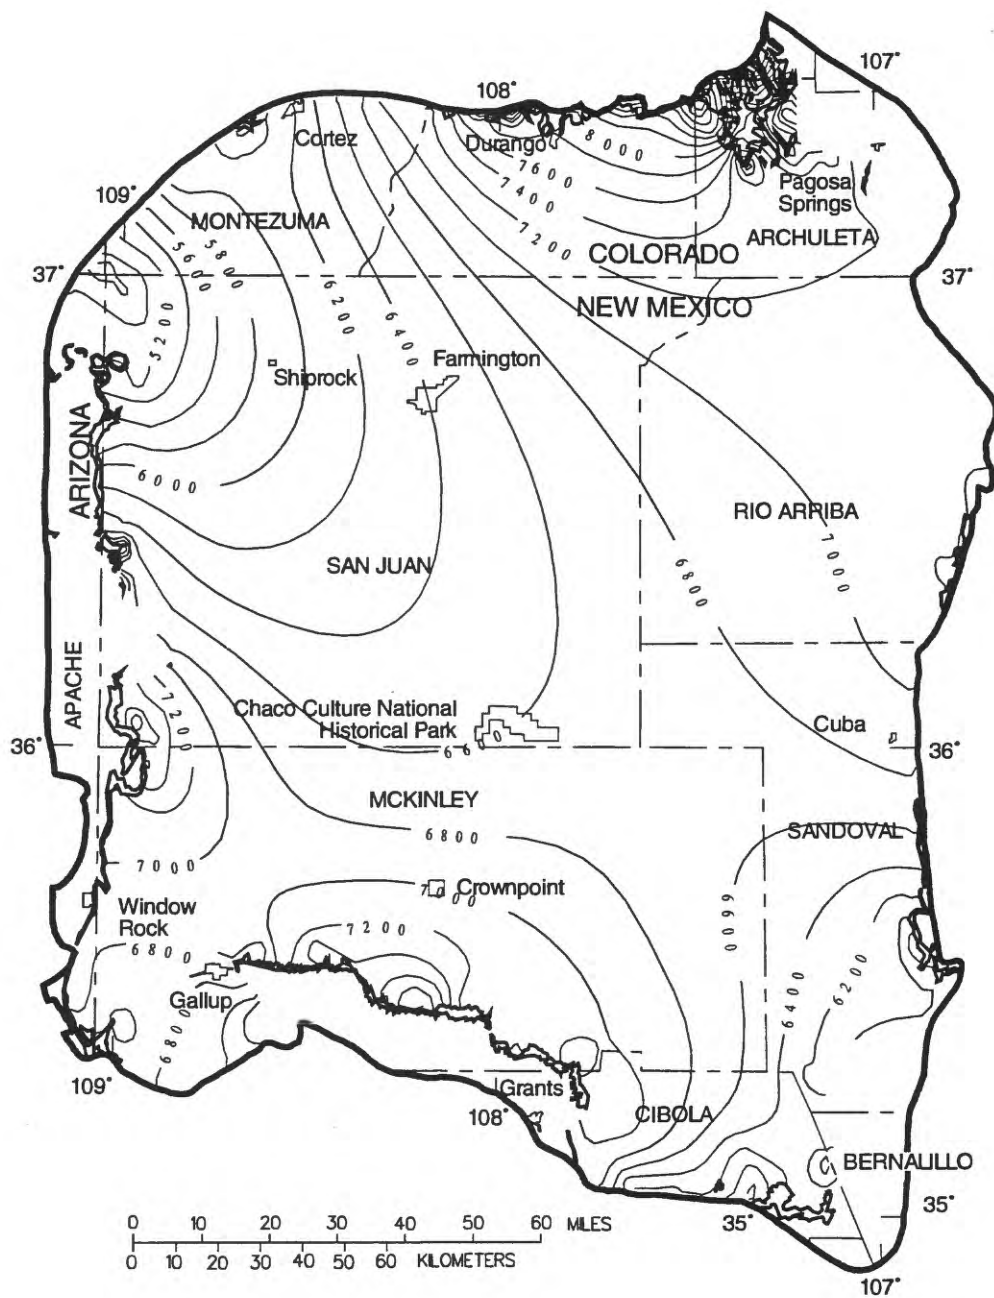 107°
108°
Cortez
Durango
8000
7600
7400
7200
Pagosa
Springs
109°
MONTEZUMA
580
560
ARCHULETA
COLORADO
37°
37°
6200
NEW MEXICO
5200
6400
Farmington
Shiprock
ARIZONA
6000
RIO ARRIBA
7000
SAN JUAN
6800
APACHE
7200
Chaco Culture National
Historical Park
Cuba
36°
660
36°
MCKINLEY
6800
SANDOVAL
7000
7000
Crownpoint
6600
Window
Rock
6800
7200
6400
6200
Gallup
6800
109°
Grants
108°
CIBOLA
BERNALILLO
35°
35°
0 10 20 30 40 50 60 MILES
0 10 20 30 40 50 60 KILOMETERS
107°